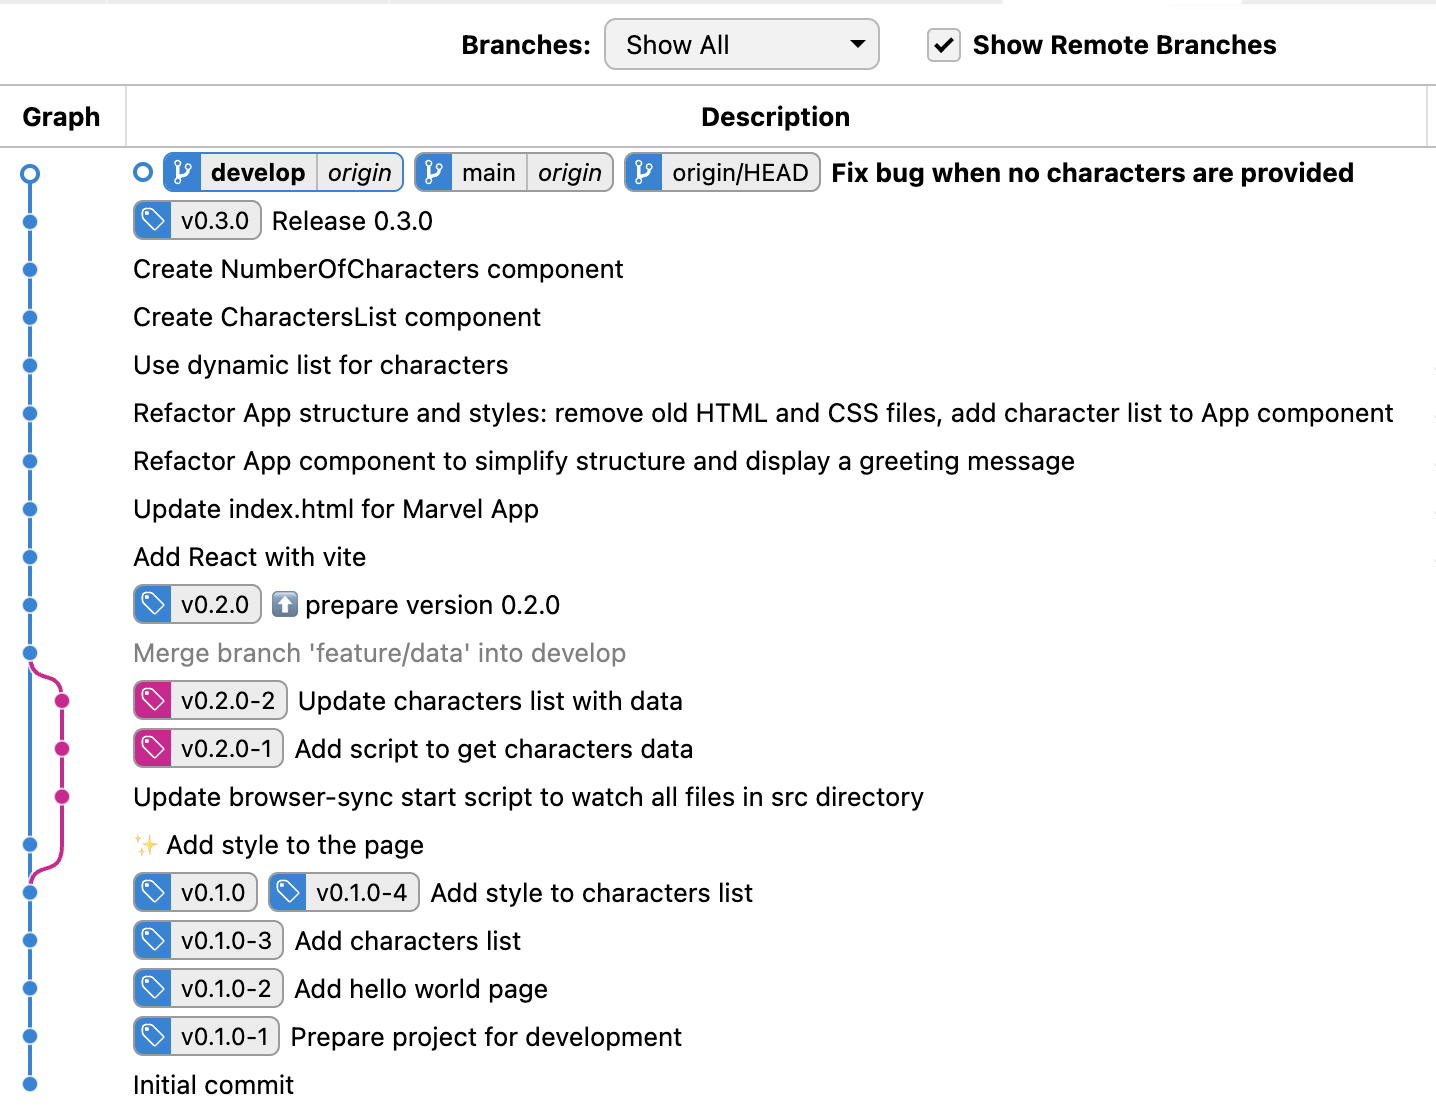 Branches: Show All Show Remote Branches
Graph Description
develop origin main origin origin/HEAD Fix bug when no characters are provided
v0.3.0 Release 0.3.0
Create NumberOfCharacters component
Create CharactersList component
Use dynamic list for characters
Refactor App structure and styles: remove old HTML and CSS files, add character list to App component
Refactor App component to simplify structure and display a greeting message
Update index.html for Marvel App
Add React with vite
v0.2.0 ⬆️ prepare version 0.2.0
Merge branch 'feature/data' into develop
v0.2.0-2 Update characters list with data
v0.2.0-1 Add script to get characters data
Update browser-sync start script to watch all files in src directory
✨ Add style to the page
v0.1.0 v0.1.0-4 Add style to characters list
v0.1.0-3 Add characters list
v0.1.0-2 Add hello world page
v0.1.0-1 Prepare project for development
Initial commit